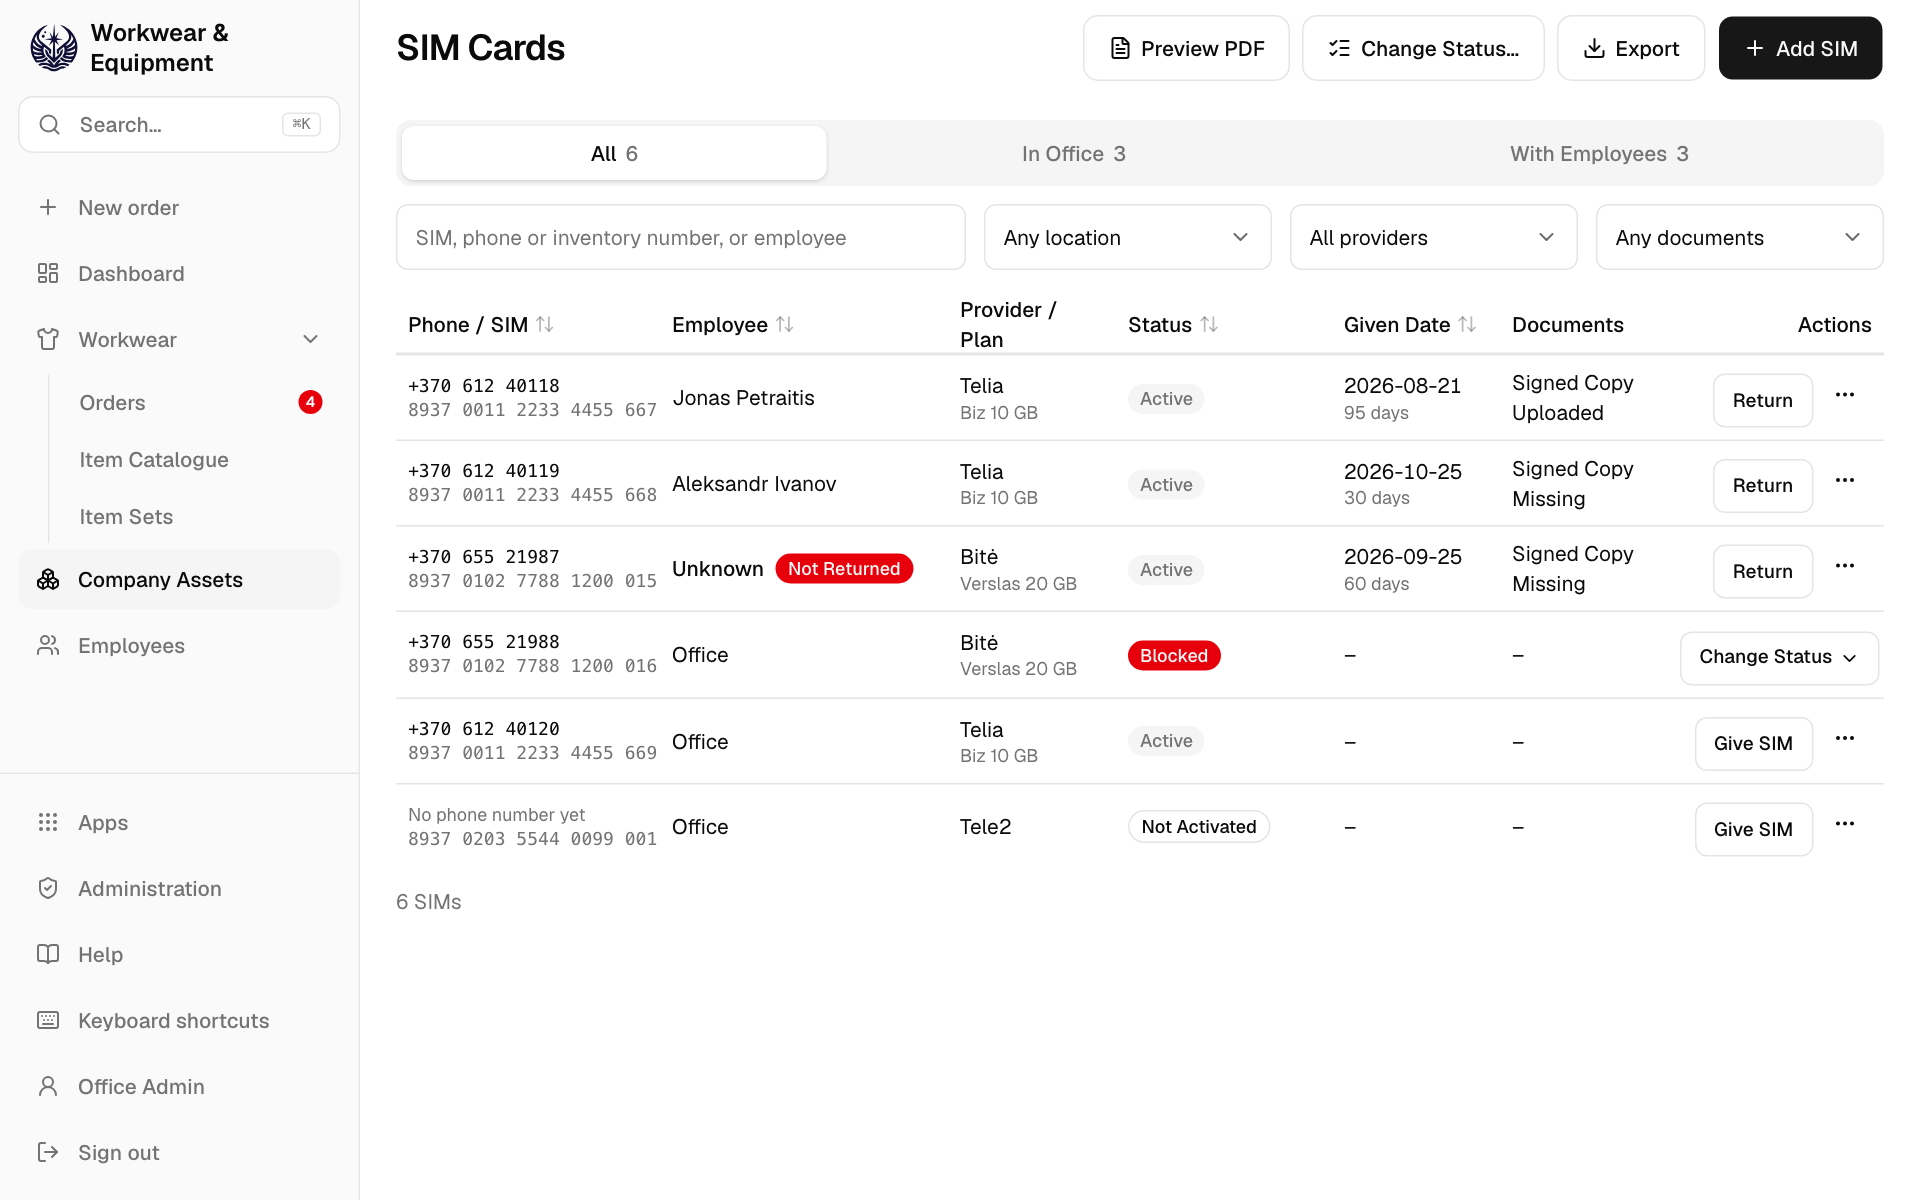 Workwear &
Equipment
Search...
⌘K
New order
Dashboard
Workwear
Orders
4
Item Catalogue
Item Sets
Company Assets
Employees
Apps
Administration
Help
Keyboard shortcuts
Office Admin
Sign out
SIM Cards
Preview PDF
Change Status...
Export
Add SIM
All 6
In Office 3
With Employees 3
SIM, phone or inventory number, or employee
Any location
All providers
Any documents
Phone / SIM
Employee
Provider /
Plan
Status
Given Date
Documents
Actions
+370 612 40118
8937 0011 2233 4455 667
Jonas Petraitis
Telia
Biz 10 GB
Active
2026-08-21
95 days
Signed Copy
Uploaded
Return
+370 612 40119
8937 0011 2233 4455 668
Aleksandr Ivanov
Telia
Biz 10 GB
Active
2026-10-25
30 days
Signed Copy
Missing
Return
+370 655 21987
8937 0102 7788 1200 015
Unknown
Not Returned
Bitė
Verslas 20 GB
Active
2026-09-25
60 days
Signed Copy
Missing
Return
+370 655 21988
8937 0102 7788 1200 016
Office
Bitė
Verslas 20 GB
Blocked
–
–
Change Status
+370 612 40120
8937 0011 2233 4455 669
Office
Telia
Biz 10 GB
Active
–
–
Give SIM
No phone number yet
8937 0203 5544 0099 001
Office
Tele2
Not Activated
–
–
Give SIM
6 SIMs